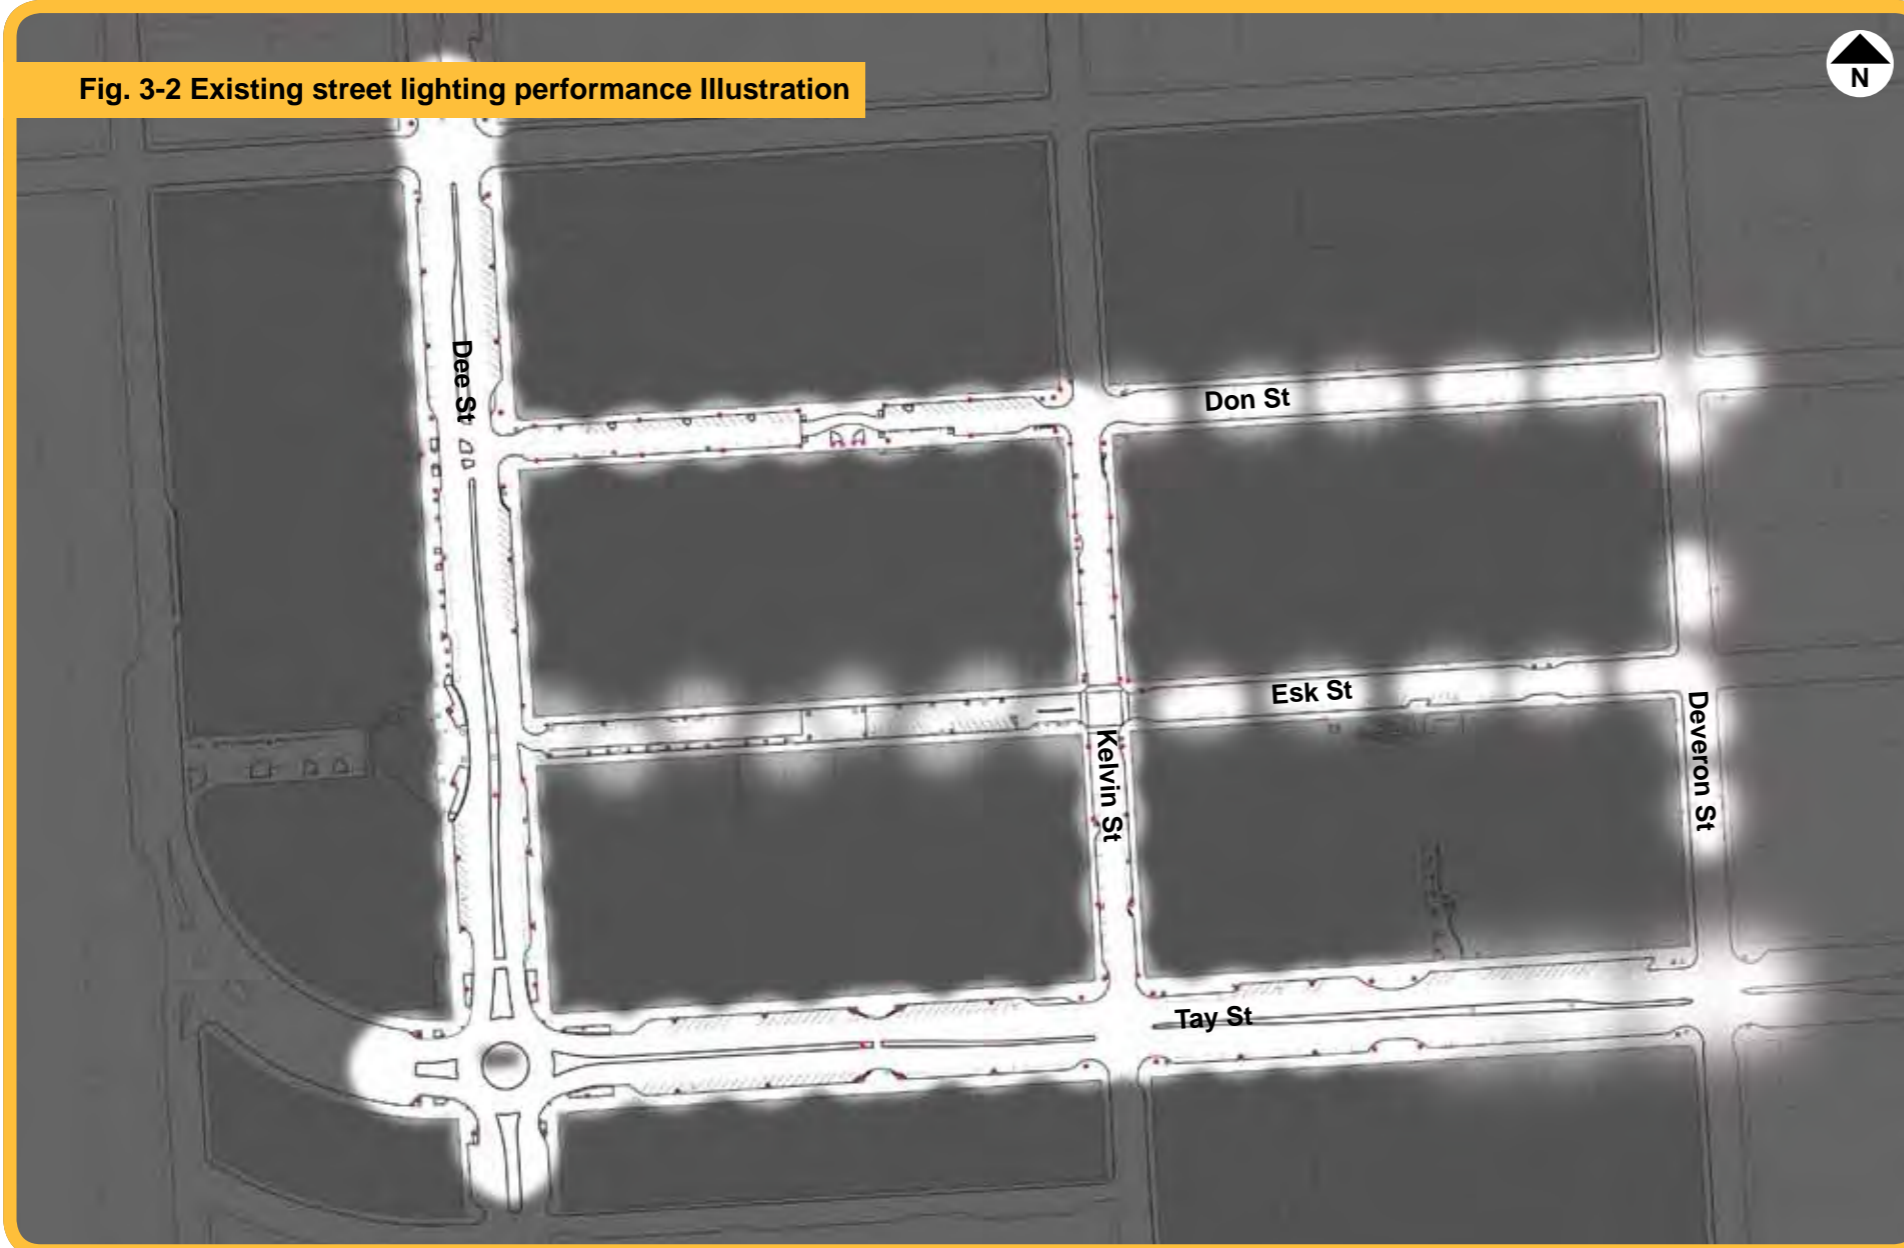 Fig. 3-2 Existing street lighting performance Illustration
N
Dee St
Don St
Esk St
Deveron St
Kelvin St
Tay St